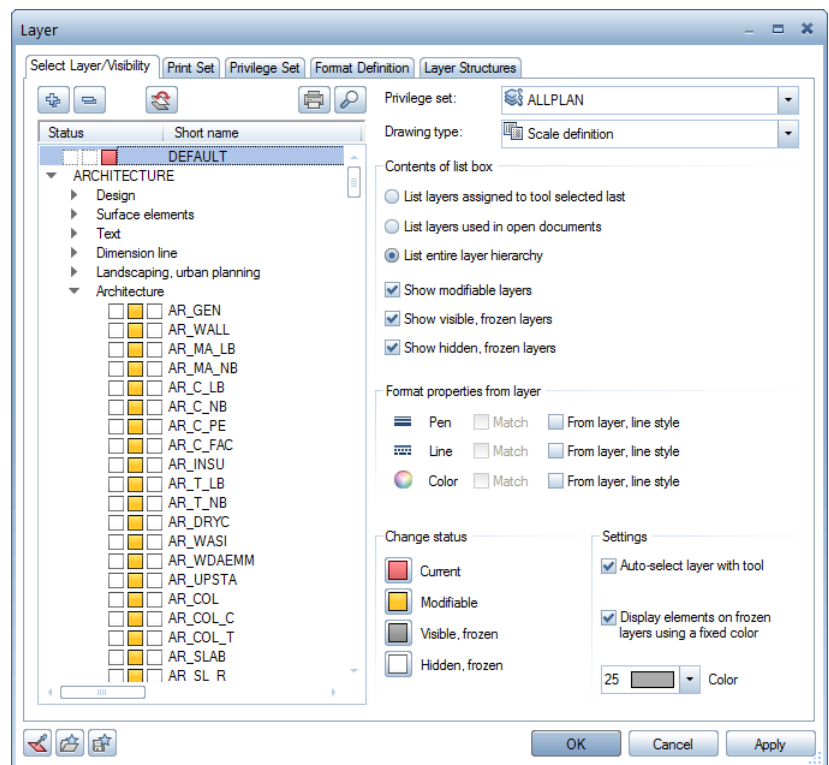 Layer
Select Layer/Visibility Print Set Privilege Set Format Definition Layer Structures
Privilege set: ALLPLAN
Drawing type: Scale definition
Status Short name
DEFAULT
ARCHITECTURE
Design
Surface elements
Text
Dimension line
Landscaping, urban planning
Architecture
AR_GEN
AR_WALL
AR_MA_LB
AR_MA_NB
AR_C_LB
AR_C_NB
AR_C_PE
AR_C_FAC
AR_INSU
AR_T_LB
AR_T_NB
AR_DRYC
AR_WASI
AR_WDAEMM
AR_UPSTA
AR_COL
AR_COL_C
AR_COL_T
AR_SLAB
AR_SL_R
Contents of list box
List layers assigned to tool selected last
List layers used in open documents
List entire layer hierarchy
Show modifiable layers
Show visible, frozen layers
Show hidden, frozen layers
Format properties from layer
Pen Match From layer, line style
Line Match From layer, line style
Color Match From layer, line style
Change status
Current
Modifiable
Visible, frozen
Hidden, frozen
Settings
Auto-select layer with tool
Display elements on frozen
layers using a fixed color
25 Color
OK Cancel Apply